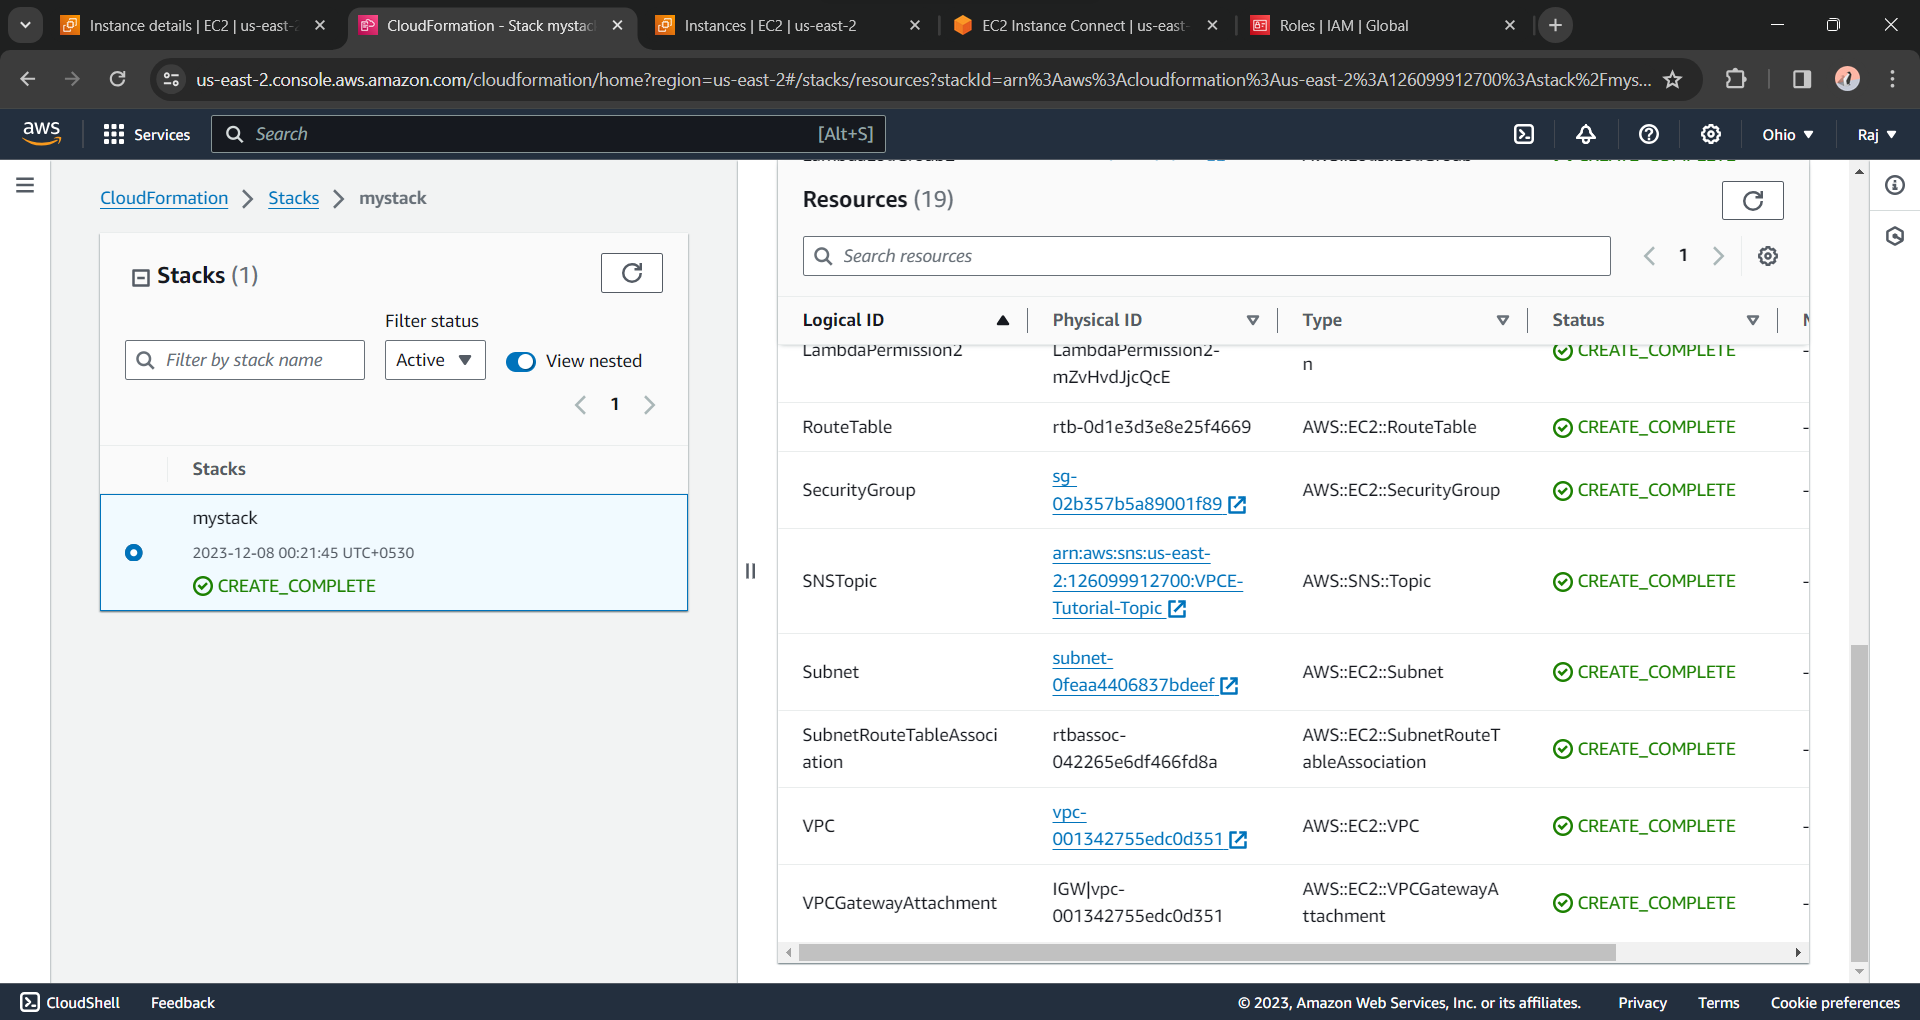 Instance details | EC2 | us-east-2
CloudFormation - Stack mystac
Instances | EC2 | us-east-2
EC2 Instance Connect | us-east-
Roles | IAM | Global
us-east-2.console.aws.amazon.com/cloudformation/home?region=us-east-2#/stacks/resources?stackId=arn%3Aaws%3Acloudformation%3Aus-east-2%3A126099912700%3Astack%2Fmys...
aws
Services
Search
[Alt+S]
Ohio
Raj
CloudFormation
Stacks
mystack
Stacks (1)
Filter status
Filter by stack name
Active
View nested
1
Stacks
mystack
2023-12-08 00:21:45 UTC+0530
CREATE_COMPLETE
Resources (19)
Search resources
1
Logical ID
Physical ID
Type
Status
LambdaPermission2
LambdaPermission2-
mZvHvdJjcQcE
n
CREATE_COMPLETE
-
RouteTable
rtb-0d1e3d3e8e25f4669
AWS::EC2::RouteTable
CREATE_COMPLETE
-
SecurityGroup
sg-
02b357b5a89001f89
AWS::EC2::SecurityGroup
CREATE_COMPLETE
-
SNSTopic
arn:aws:sns:us-east-
2:126099912700:VPCE-
Tutorial-Topic
AWS::SNS::Topic
CREATE_COMPLETE
-
Subnet
subnet-
0feaa4406837bdeef
AWS::EC2::Subnet
CREATE_COMPLETE
-
SubnetRouteTableAssoci
ation
rtbassoc-
042265e6df466fd8a
AWS::EC2::SubnetRouteT
ableAssociation
CREATE_COMPLETE
-
VPC
vpc-
001342755edc0d351
AWS::EC2::VPC
CREATE_COMPLETE
-
VPCGatewayAttachment
IGW|vpc-
001342755edc0d351
AWS::EC2::VPCGatewayA
ttachment
CREATE_COMPLETE
-
CloudShell
Feedback
© 2023, Amazon Web Services, Inc. or its affiliates.
Privacy
Terms
Cookie preferences